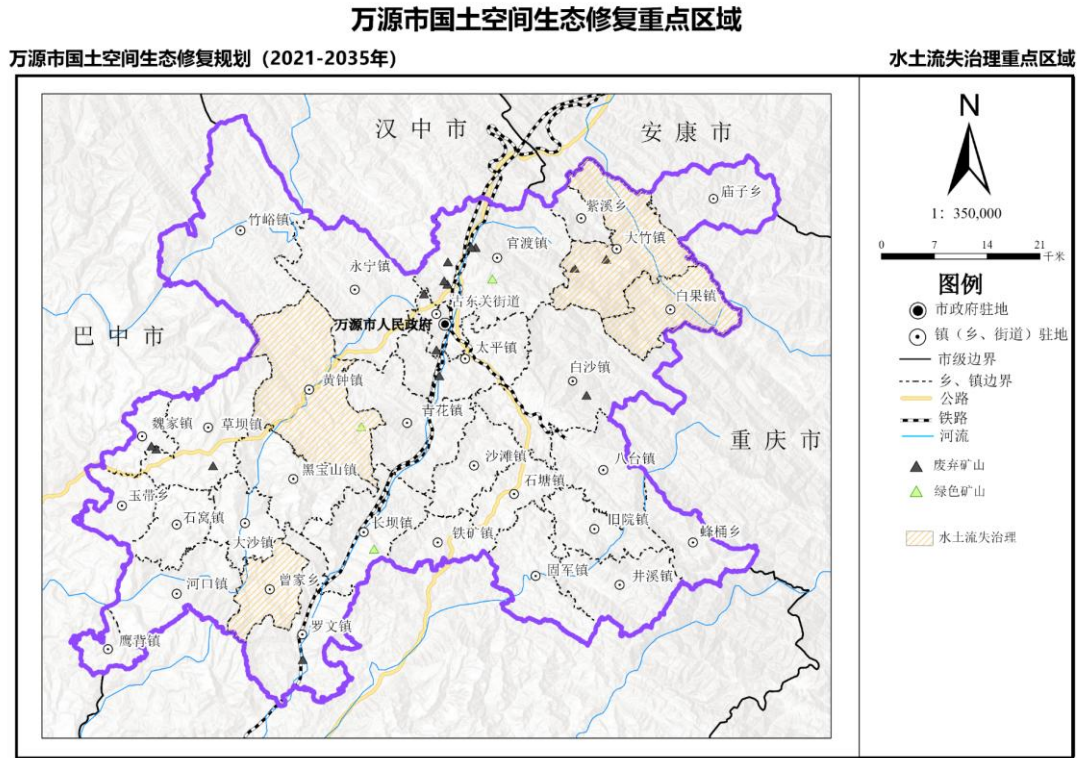 万源市国土空间生态修复重点区域
万源市国土空间生态修复规划（2021-2035年）
水土流失治理重点区域
汉中市
安康市
庙子乡
紫溪乡
竹峪镇
大竹镇
官渡镇
永宁镇
白果镇
古东关街道
万源市人民政府
巴中市
太平镇
白沙镇
黄钟镇
青花镇
魏家镇
草坝镇
重庆市
沙滩镇
八台镇
黑宝山镇
石塘镇
玉带乡
石窝镇
长坝镇
旧院镇
大沙镇
铁矿镇
蜂桶乡
固军镇
井溪镇
河口镇
曾家乡
罗文镇
鹰背镇
N
1：350,000
0 7 14 21
千米
图例
市政府驻地
镇（乡、街道）驻地
市级边界
乡、镇边界
公路
铁路
河流
废弃矿山
绿色矿山
水土流失治理